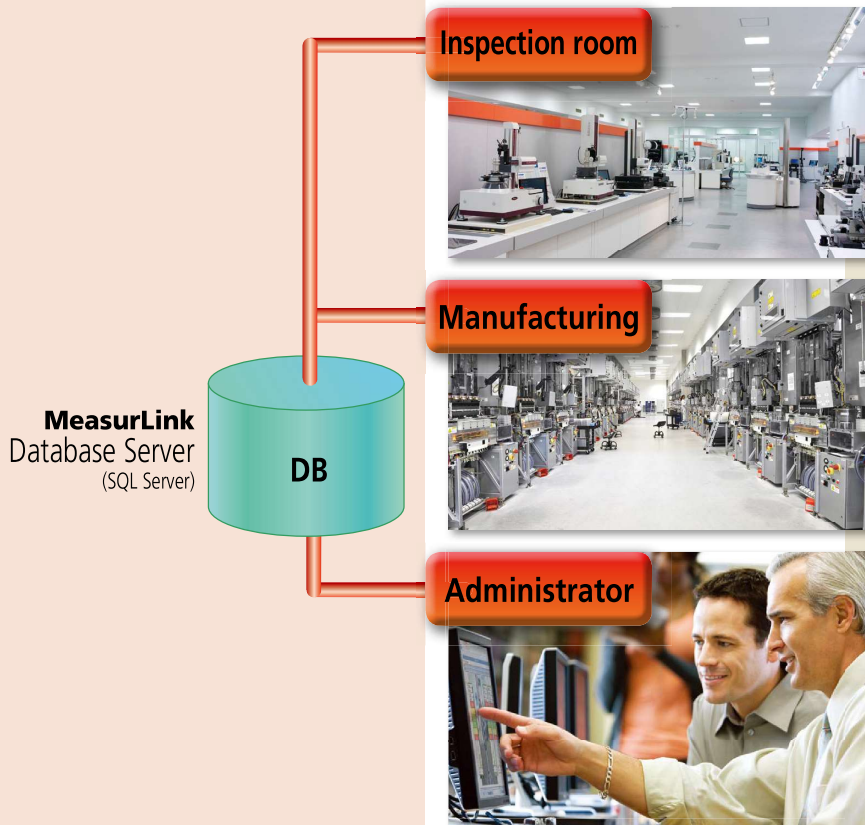 Inspection room
Manufacturing
MeasurLink
Database Server
(SQL Server)
DB
Administrator